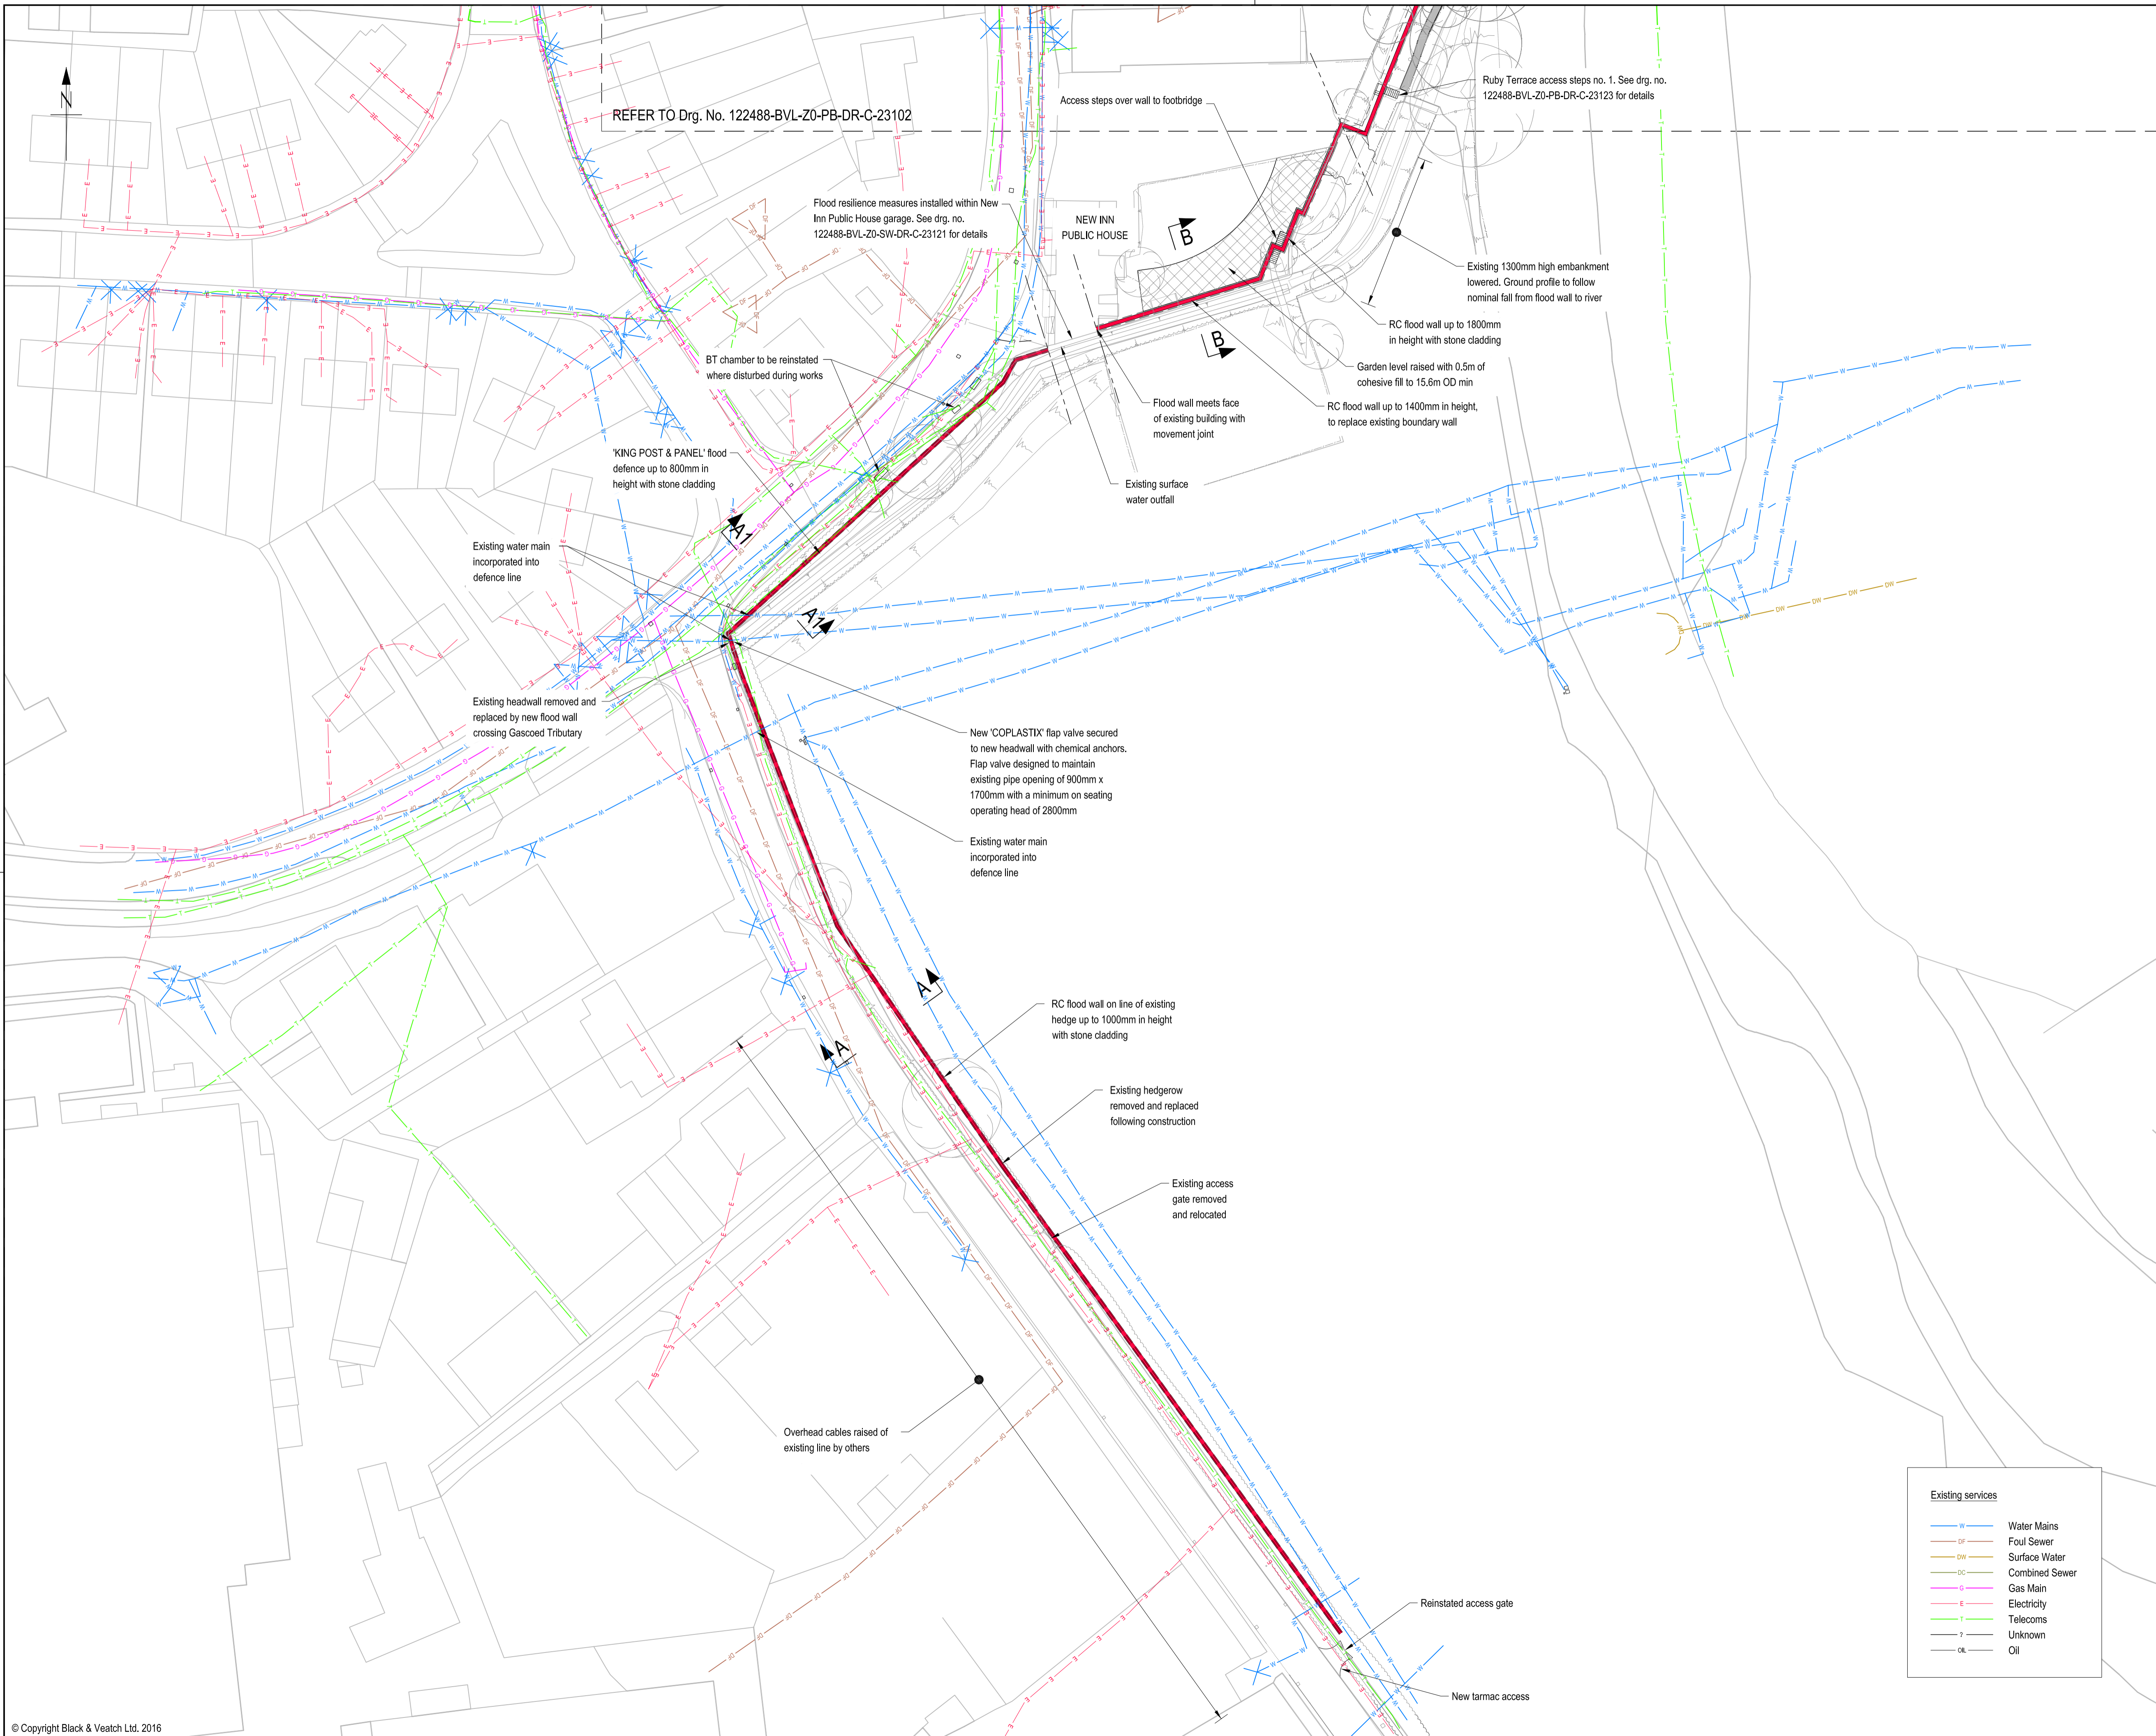 N
REFER TO Drg. No. 122488-BVL-Z0-PB-DR-C-23102
Ruby Terrace access steps no. 1. See drg. no.
122488-BVL-Z0-PB-DR-C-23123 for details
Access steps over wall to footbridge
Flood resilience measures installed within New
Inn Public House garage. See drg. no.
122488-BVL-Z0-SW-DR-C-23121 for details
NEW INN
PUBLIC HOUSE
B
B
Existing 1300mm high embankment
lowered. Ground profile to follow
nominal fall from flood wall to river
RC flood wall up to 1800mm
in height with stone cladding
Garden level raised with 0.5m of
cohesive fill to 15.6m OD min
RC flood wall up to 1400mm in height,
to replace existing boundary wall
BT chamber to be reinstated
where disturbed during works
Flood wall meets face
of existing building with
movement joint
Existing surface
water outfall
'KING POST & PANEL' flood
defence up to 800mm in
height with stone cladding
A1
A1
Existing water main
incorporated into
defence line
Existing headwall removed and
replaced by new flood wall
crossing Gascoed Tributary
New 'COPLASTIX' flap valve secured
to new headwall with chemical anchors.
Flap valve designed to maintain
existing pipe opening of 900mm x
1700mm with a minimum on seating
operating head of 2800mm
Existing water main
incorporated into
defence line
A
A
RC flood wall on line of existing
hedge up to 1000mm in height
with stone cladding
Existing hedgerow
removed and replaced
following construction
Existing access
gate removed
and relocated
Overhead cables raised of
existing line by others
Reinstated access gate
New tarmac access
Existing services
W Water Mains
DF Foul Sewer
DW Surface Water
DC Combined Sewer
G Gas Main
E Electricity
T Telecoms
? Unknown
OIL Oil
© Copyright Black & Veatch Ltd. 2016